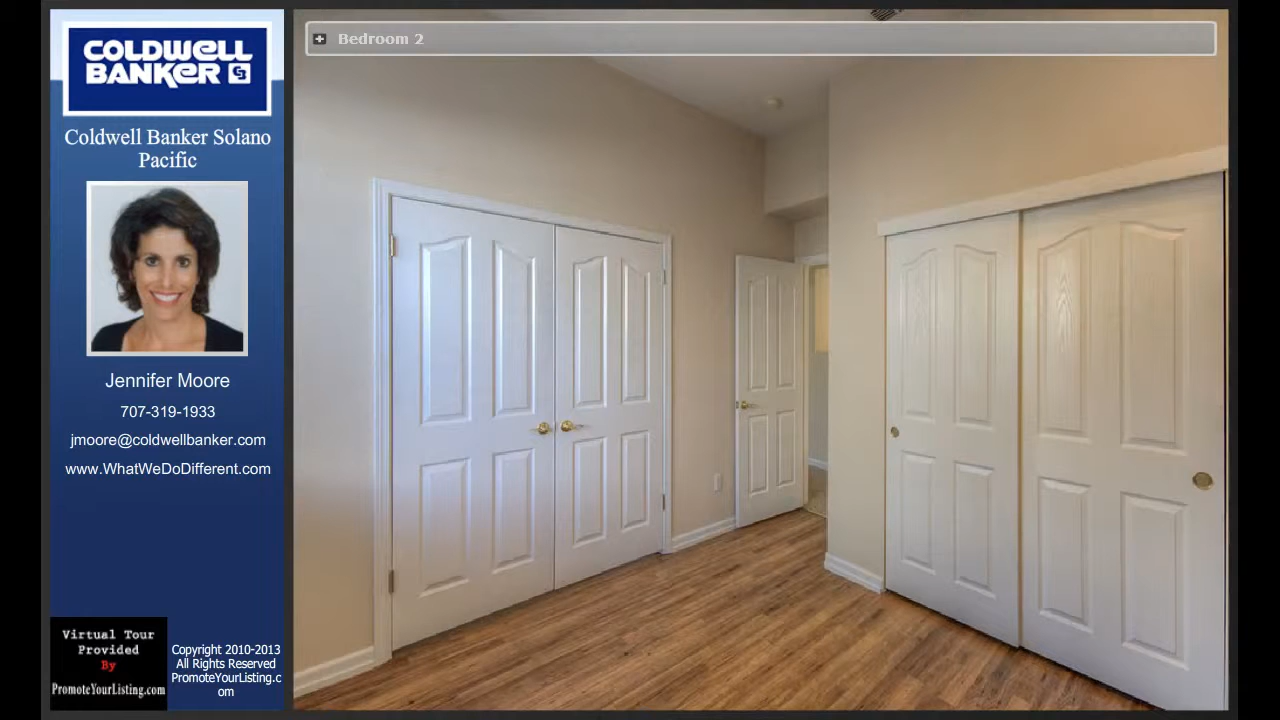 COLDWELL
BANKER CB
Coldwell Banker Solano
Pacific
Jennifer Moore
707-319-1933
jmoore@coldwellbanker.com
www.WhatWeDoDifferent.com
Virtual Tour
Provided
By
PromoteYourListing.com
Copyright 2010-2013
All Rights Reserved
PromoteYourListing.c
om
Bedroom 2